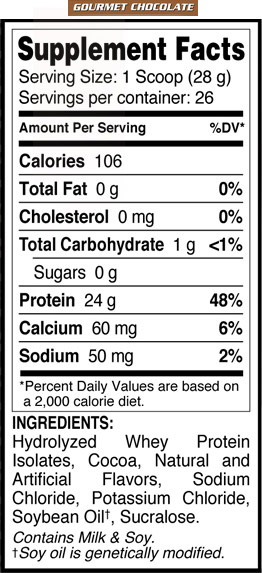 GOURMET CHOCOLATE
Supplement Facts
Serving Size: 1 Scoop (28 g)
Servings per container: 26
Amount Per Serving %DV*
Calories 106
Total Fat 0 g 0%
Cholesterol 0 mg 0%
Total Carbohydrate 1 g <1%
Sugars 0 g
Protein 24 g 48%
Calcium 60 mg 6%
Sodium 50 mg 2%
*Percent Daily Values are based on
a 2,000 calorie diet.
INGREDIENTS:
Hydrolyzed Whey Protein
Isolates, Cocoa, Natural and
Artificial Flavors, Sodium
Chloride, Potassium Chloride,
Soybean Oil†, Sucralose.
Contains Milk & Soy.
†Soy oil is genetically modified.